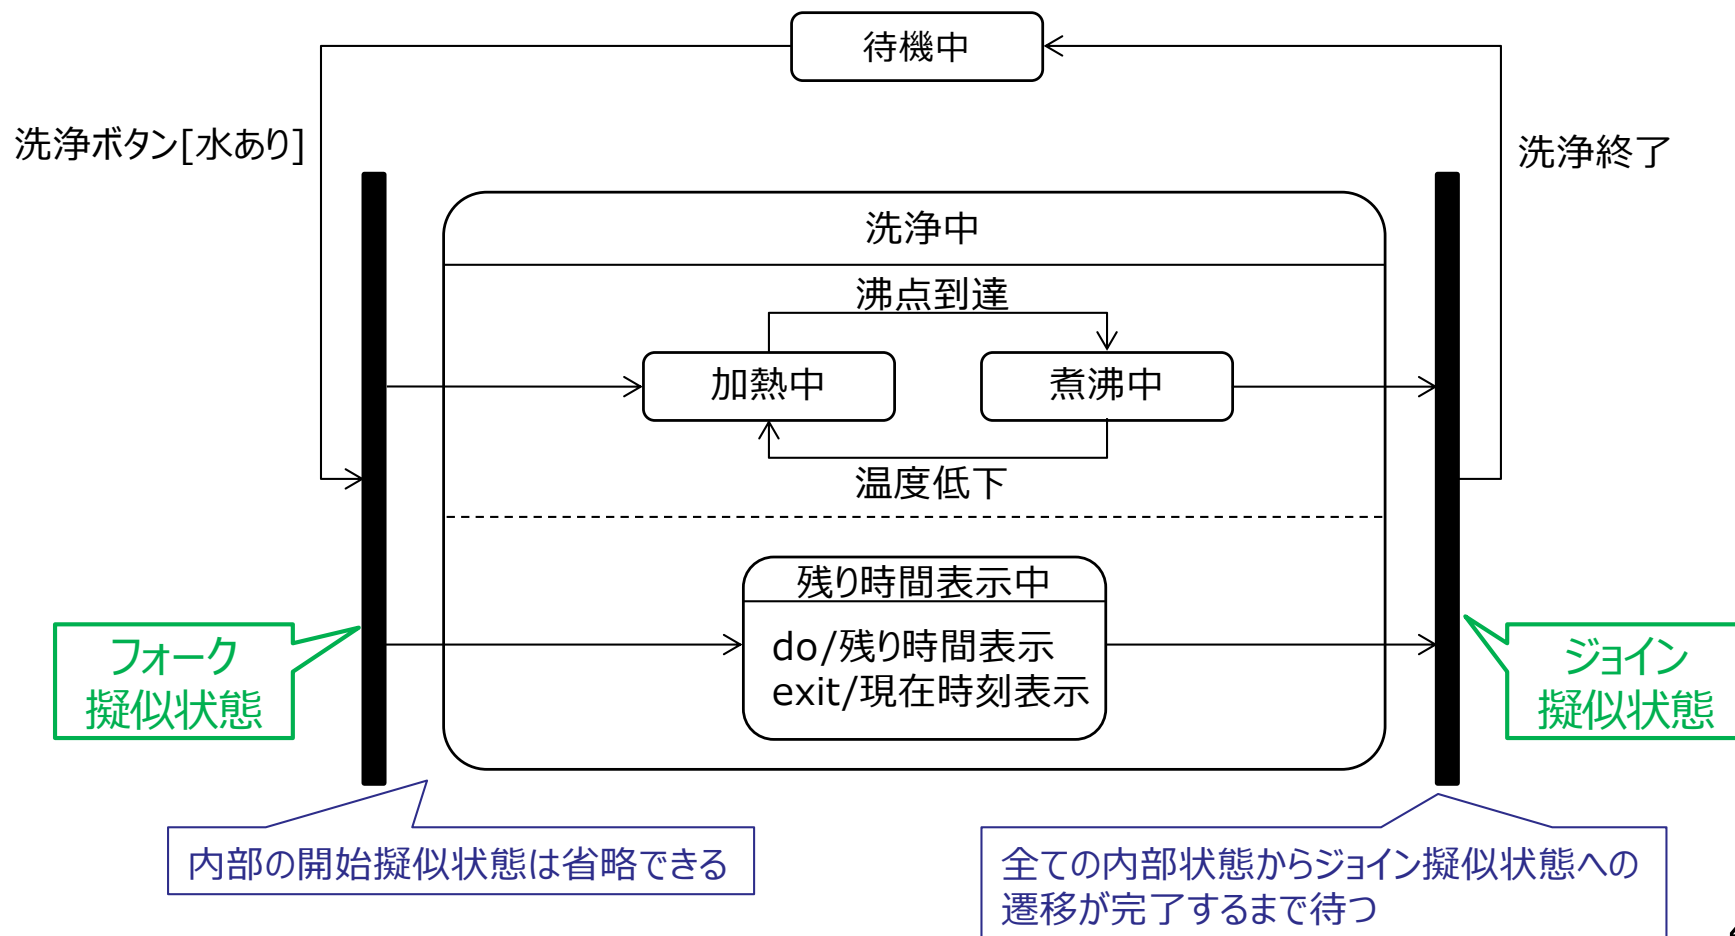 待機中
洗浄ボタン[水あり]
洗浄終了
洗浄中
沸点到達
加熱中
煮沸中
温度低下
残り時間表示中
do/残り時間表示
exit/現在時刻表示
フォーク
擬似状態
ジョイン
擬似状態
内部の開始擬似状態は省略できる
全ての内部状態からジョイン擬似状態への
遷移が完了するまで待つ